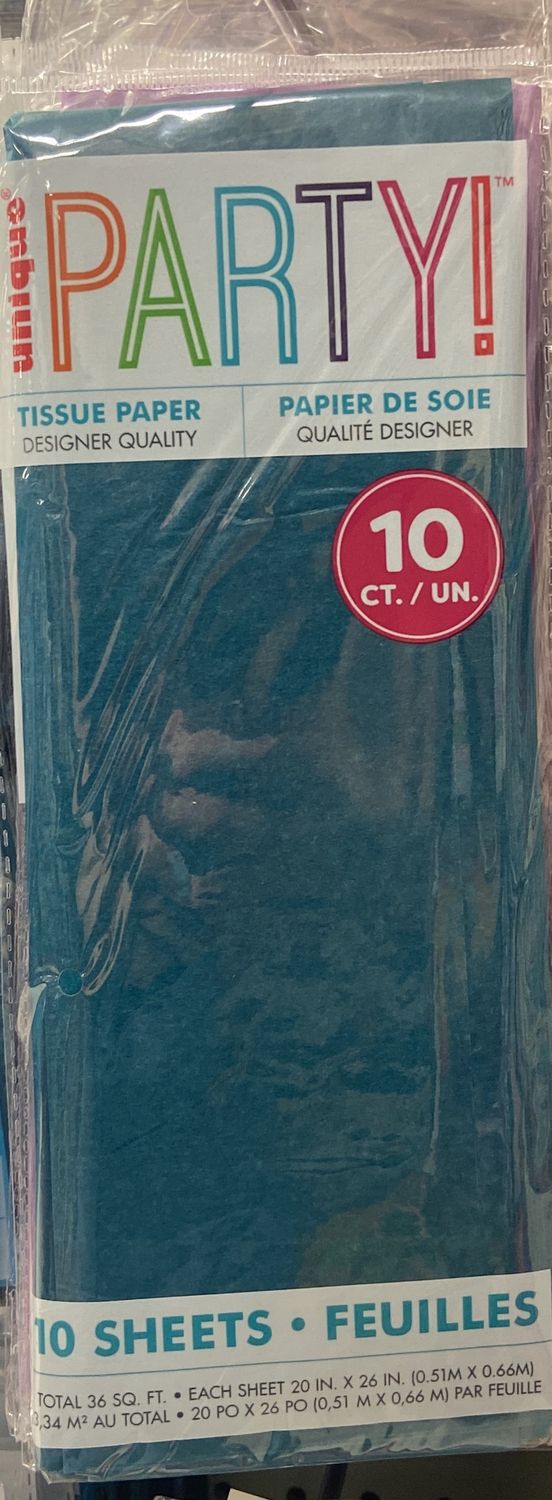 unique®
PARTY!™
TISSUE PAPER
DESIGNER QUALITY
PAPIER DE SOIE
QUALITÉ DESIGNER
10
CT. / UN.
10 SHEETS • FEUILLES
TOTAL 36 SQ. FT. • EACH SHEET 20 IN. X 26 IN. (0.51M X 0.66M)
3,34 M² AU TOTAL • 20 PO X 26 PO (0,51 M X 0,66 M) PAR FEUILLE